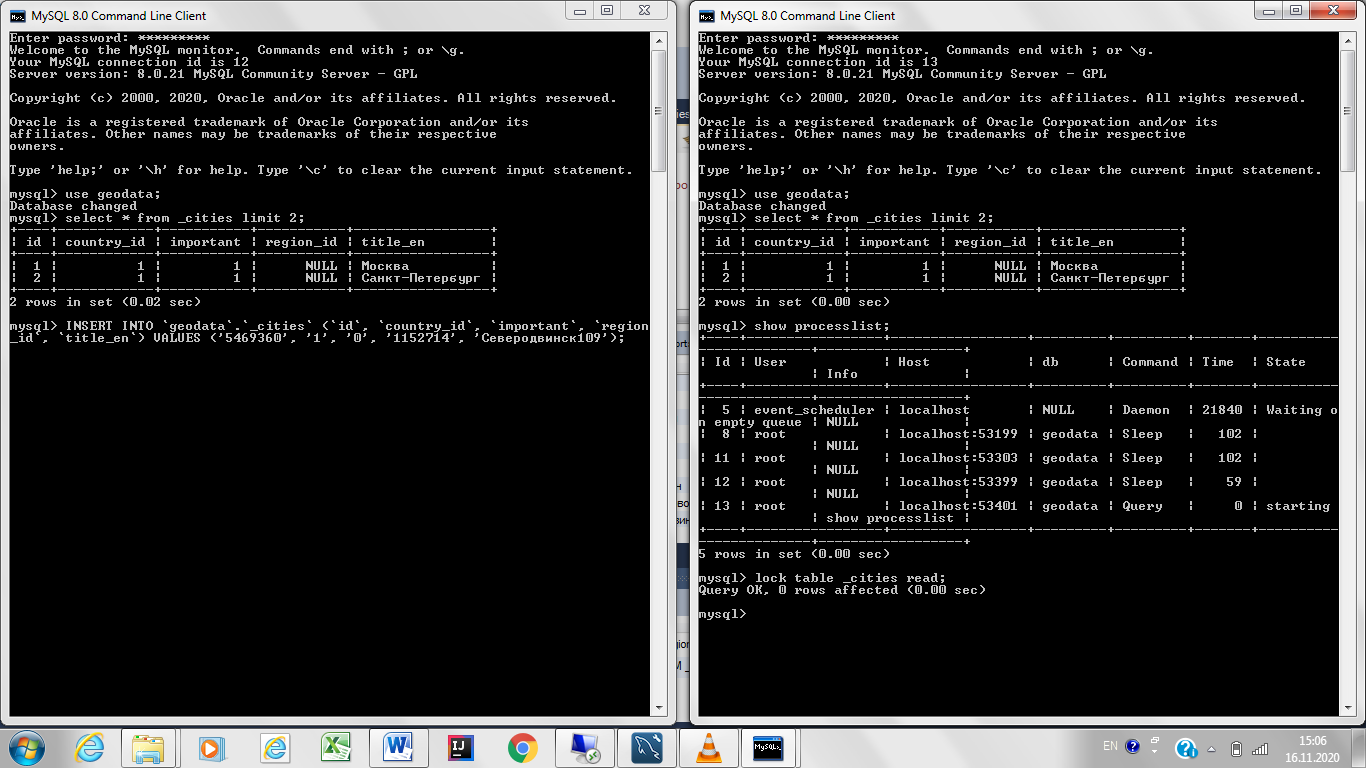 MySQL 8.0 Command Line Client
Enter password: *********
Welcome to the MySQL monitor.  Commands end with ; or \g.
Your MySQL connection id is 12
Server version: 8.0.21 MySQL Community Server - GPL
Copyright (c) 2000, 2020, Oracle and/or its affiliates. All rights reserved.
Oracle is a registered trademark of Oracle Corporation and/or its
affiliates. Other names may be trademarks of their respective
owners.
Type 'help;' or '\h' for help. Type '\c' to clear the current input statement.
mysql> use geodata;
Database changed
mysql> select * from _cities limit 2;
| id | country_id | important | region_id | title_en |
| 1 | 1 | 1 | NULL | Москва |
| 2 | 1 | 1 | NULL | Санкт-Петербург |
2 rows in set (0.02 sec)
mysql> INSERT INTO `geodata`.`_cities` (`id`, `country_id`, `important`, `region
_id`, `title_en`) VALUES ('5469360', '1', '0', '1152714', 'Северодвинск109');
MySQL 8.0 Command Line Client
Enter password: *********
Welcome to the MySQL monitor.  Commands end with ; or \g.
Your MySQL connection id is 13
Server version: 8.0.21 MySQL Community Server - GPL
Copyright (c) 2000, 2020, Oracle and/or its affiliates. All rights reserved.
Oracle is a registered trademark of Oracle Corporation and/or its
affiliates. Other names may be trademarks of their respective
owners.
Type 'help;' or '\h' for help. Type '\c' to clear the current input statement.
mysql> use geodata;
Database changed
mysql> select * from _cities limit 2;
| id | country_id | important | region_id | title_en |
| 1 | 1 | 1 | NULL | Москва |
| 2 | 1 | 1 | NULL | Санкт-Петербург |
2 rows in set (0.00 sec)
mysql> show processlist;
| Id | User | Host | db | Command | Time | State
| Info |
| 5 | event_scheduler | localhost | NULL | Daemon | 21840 | Waiting o
n empty queue | NULL |
| 8 | root | localhost:53199 | geodata | Sleep | 102 |
| NULL |
| 11 | root | localhost:53303 | geodata | Sleep | 102 |
| NULL |
| 12 | root | localhost:53399 | geodata | Sleep | 59 |
| NULL |
| 13 | root | localhost:53401 | geodata | Query | 0 | starting
| show processlist |
5 rows in set (0.00 sec)
mysql> lock table _cities read;
Query OK, 0 rows affected (0.00 sec)
mysql>
EN
15:06
16.11.2020